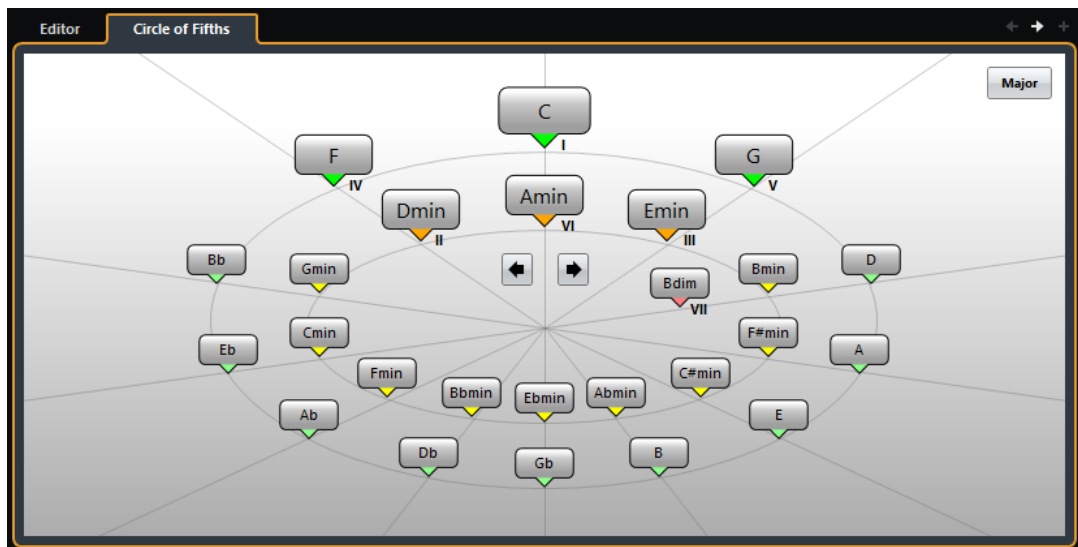 Editor
Circle of Fifths
Major
C
I
F
IV
G
V
Amin
VI
Dmin
II
Emin
III
Bb
Gmin
Bdim
VII
Bmin
D
Eb
Cmin
F#min
A
Fmin
C#min
Bbmin
Ebmin
Abmin
Ab
E
Db
Gb
B